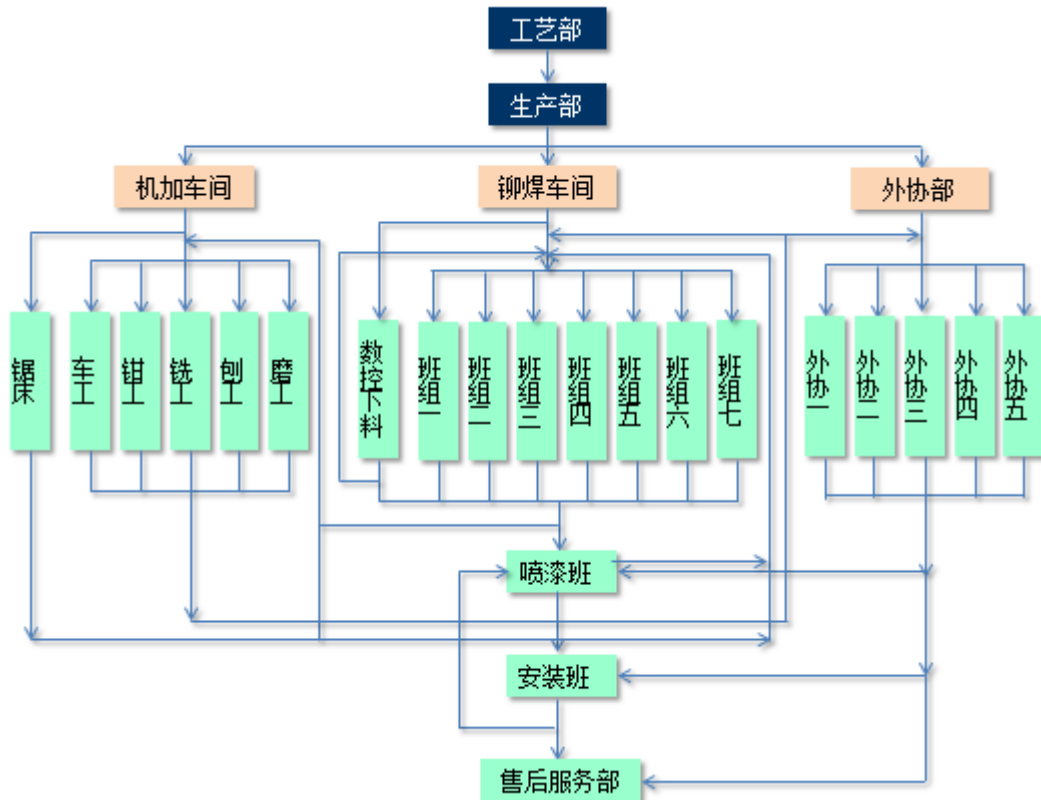 工艺部
生产部
机加车间
铆焊车间
外协部
锯床
车工
钳工
铣工
刨工
磨工
数控下料
班组一
班组二
班组三
班组四
班组五
班组六
班组七
外协一
外协二
外协三
外协四
外协五
喷漆班
安装班
售后服务部